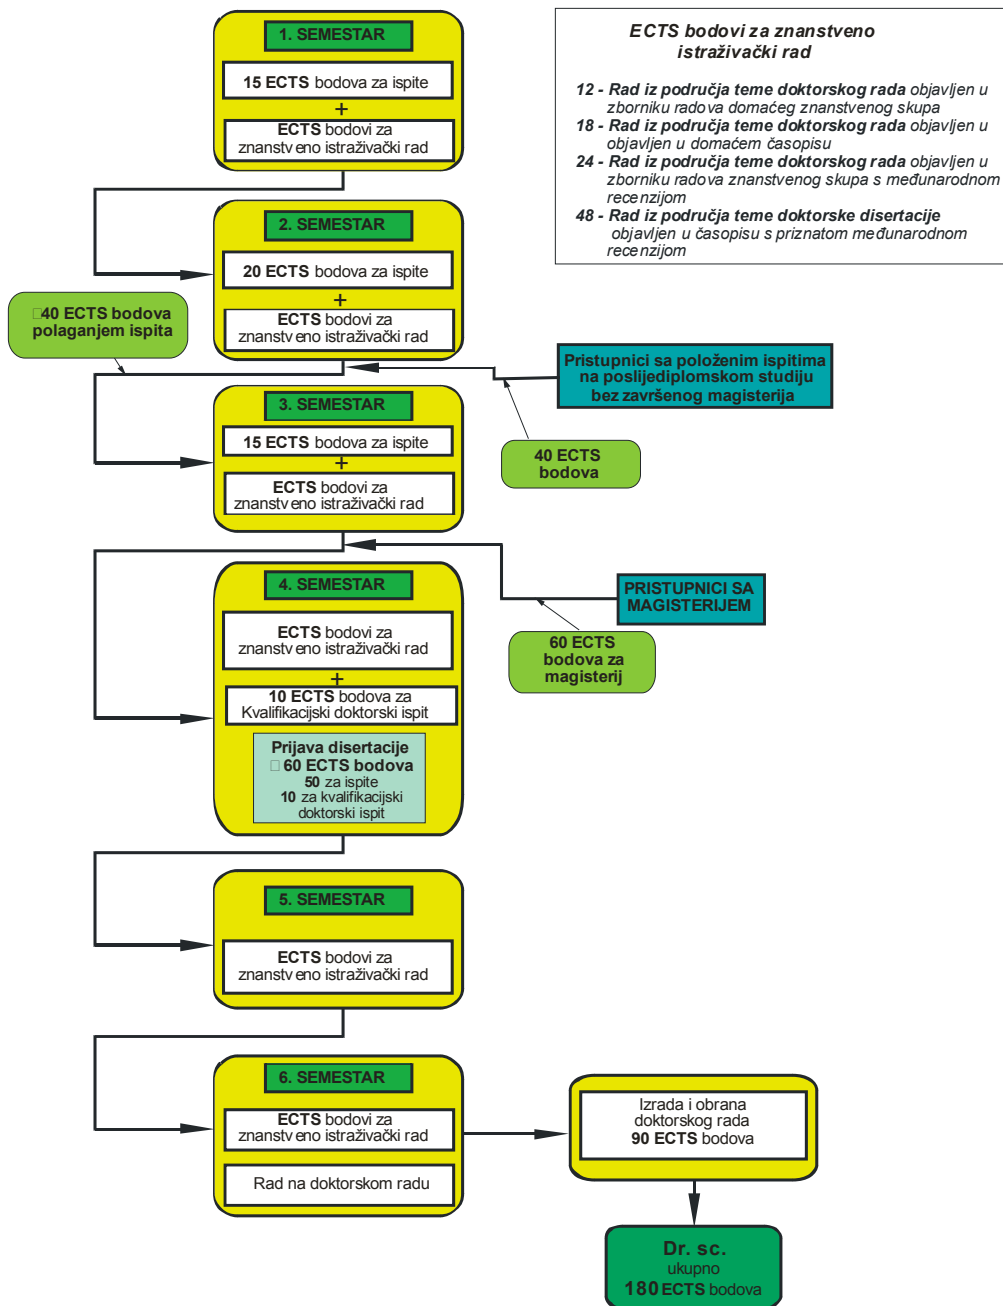 1. SEMESTAR
15 ECTS bodova za ispite
+
ECTS bodovi za
znanstveno istraživački rad
ECTS bodovi za znanstveno
istraživački rad
12 - Rad iz područja teme doktorskog rada objavljen u
zborniku radova domaćeg znanstvenog skupa
18 - Rad iz područja teme doktorskog rada objavljen u
objavljen u domaćem časopisu
24 - Rad iz područja teme doktorskog rada objavljen u
zborniku radova znanstvenog skupa s međunarodnom
recenzijom
48 - Rad iz područja teme doktorske disertacije
objavljen u časopisu s priznatom međunarodnom
recenzijom
2. SEMESTAR
20 ECTS bodova za ispite
+
ECTS bodovi za
znanstveno istraživački rad
□40 ECTS bodova
polaganjem ispita
Pristupnici sa položenim ispitima
na poslijediplomskom studiju
bez završenog magisterija
40 ECTS
bodova
3. SEMESTAR
15 ECTS bodova za ispite
+
ECTS bodovi za
znanstveno istraživački rad
PRISTUPNICI SA
MAGISTERIJEM
60 ECTS
bodova za
magisterij
4. SEMESTAR
ECTS bodovi za
znanstveno istraživački rad
+
10 ECTS bodova za
Kvalifikacijski doktorski ispit
Prijava disertacije
□ 60 ECTS bodova
50 za ispite
10 za kvalifikacijski
doktorski ispit
5. SEMESTAR
ECTS bodovi za
znanstveno istraživački rad
6. SEMESTAR
ECTS bodovi za
znanstveno istraživački rad
Rad na doktorskom radu
Izrada i obrana
doktorskog rada
90 ECTS bodova
Dr. sc.
ukupno
180 ECTS bodova